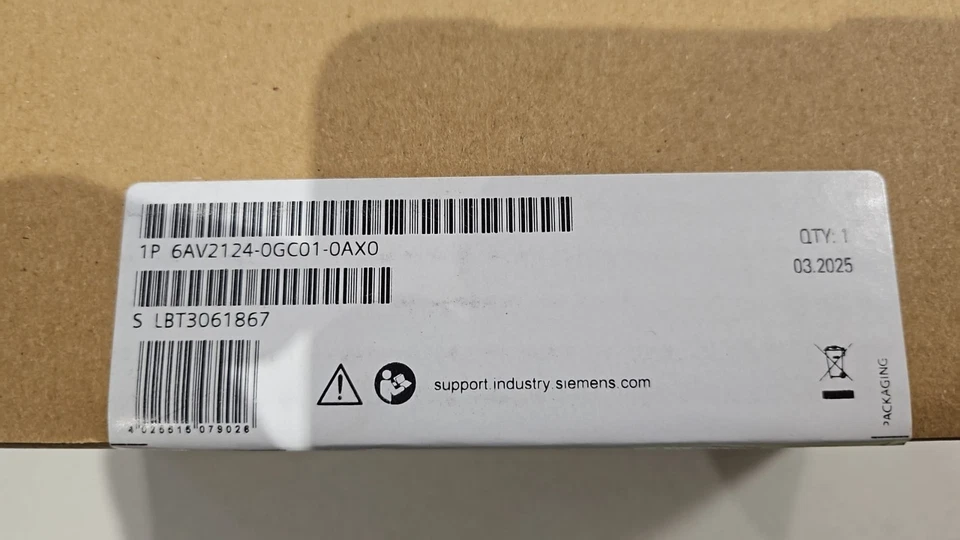 1P 6AV2124-0GC01-0AX0
QTY: 1
03.2025
S LBT3061867
support.industry.siemens.com
4 025515 079026
PACKAGING